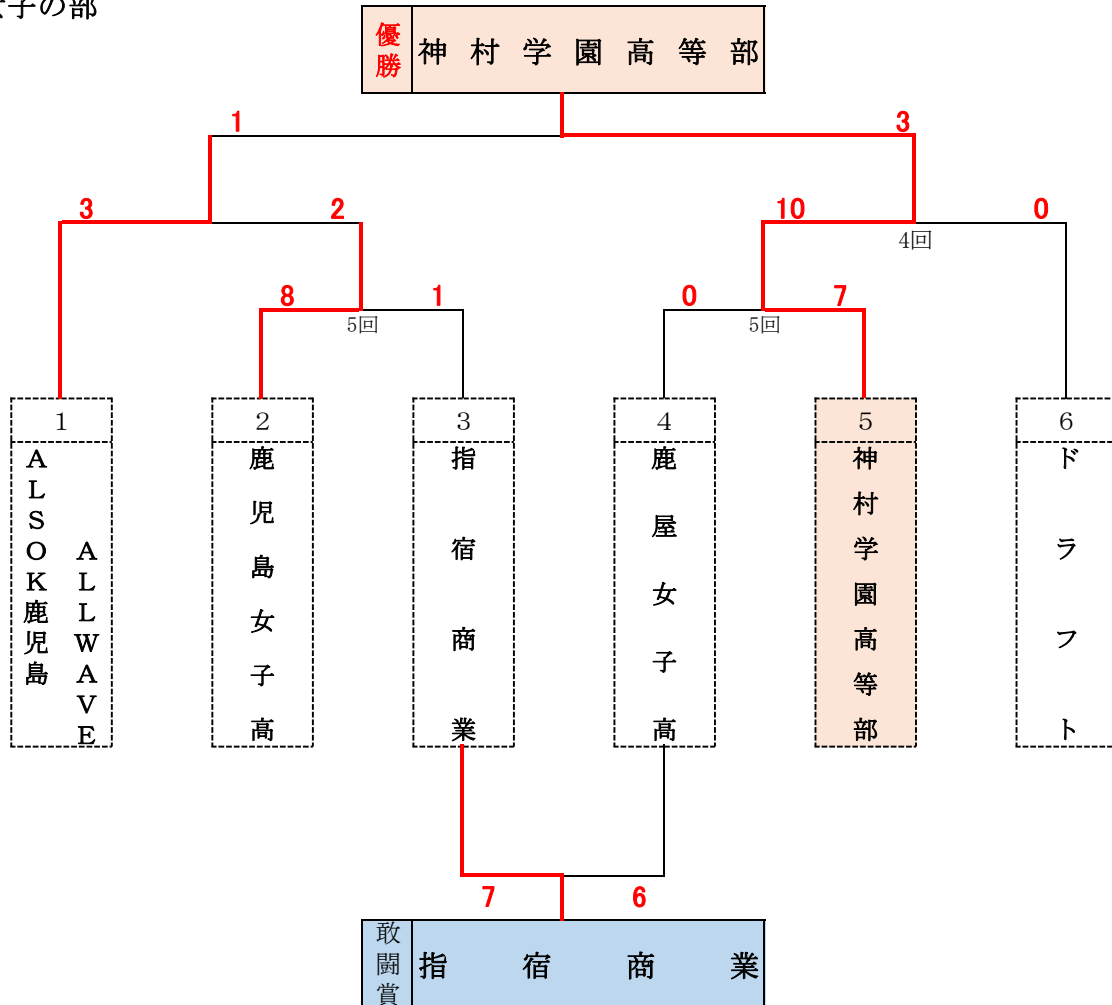 子の部
優勝 神村学園高等部
1 3
3 2 10 0
4回
8 1 0 7
5回 5回
1 2 3 4 5 6
ALSOK鹿児島
ALLWAVE
鹿児島女子高
指宿商業
鹿屋女子高
神村学園高等部
ドラフト
7 6
敢闘賞 指宿商業